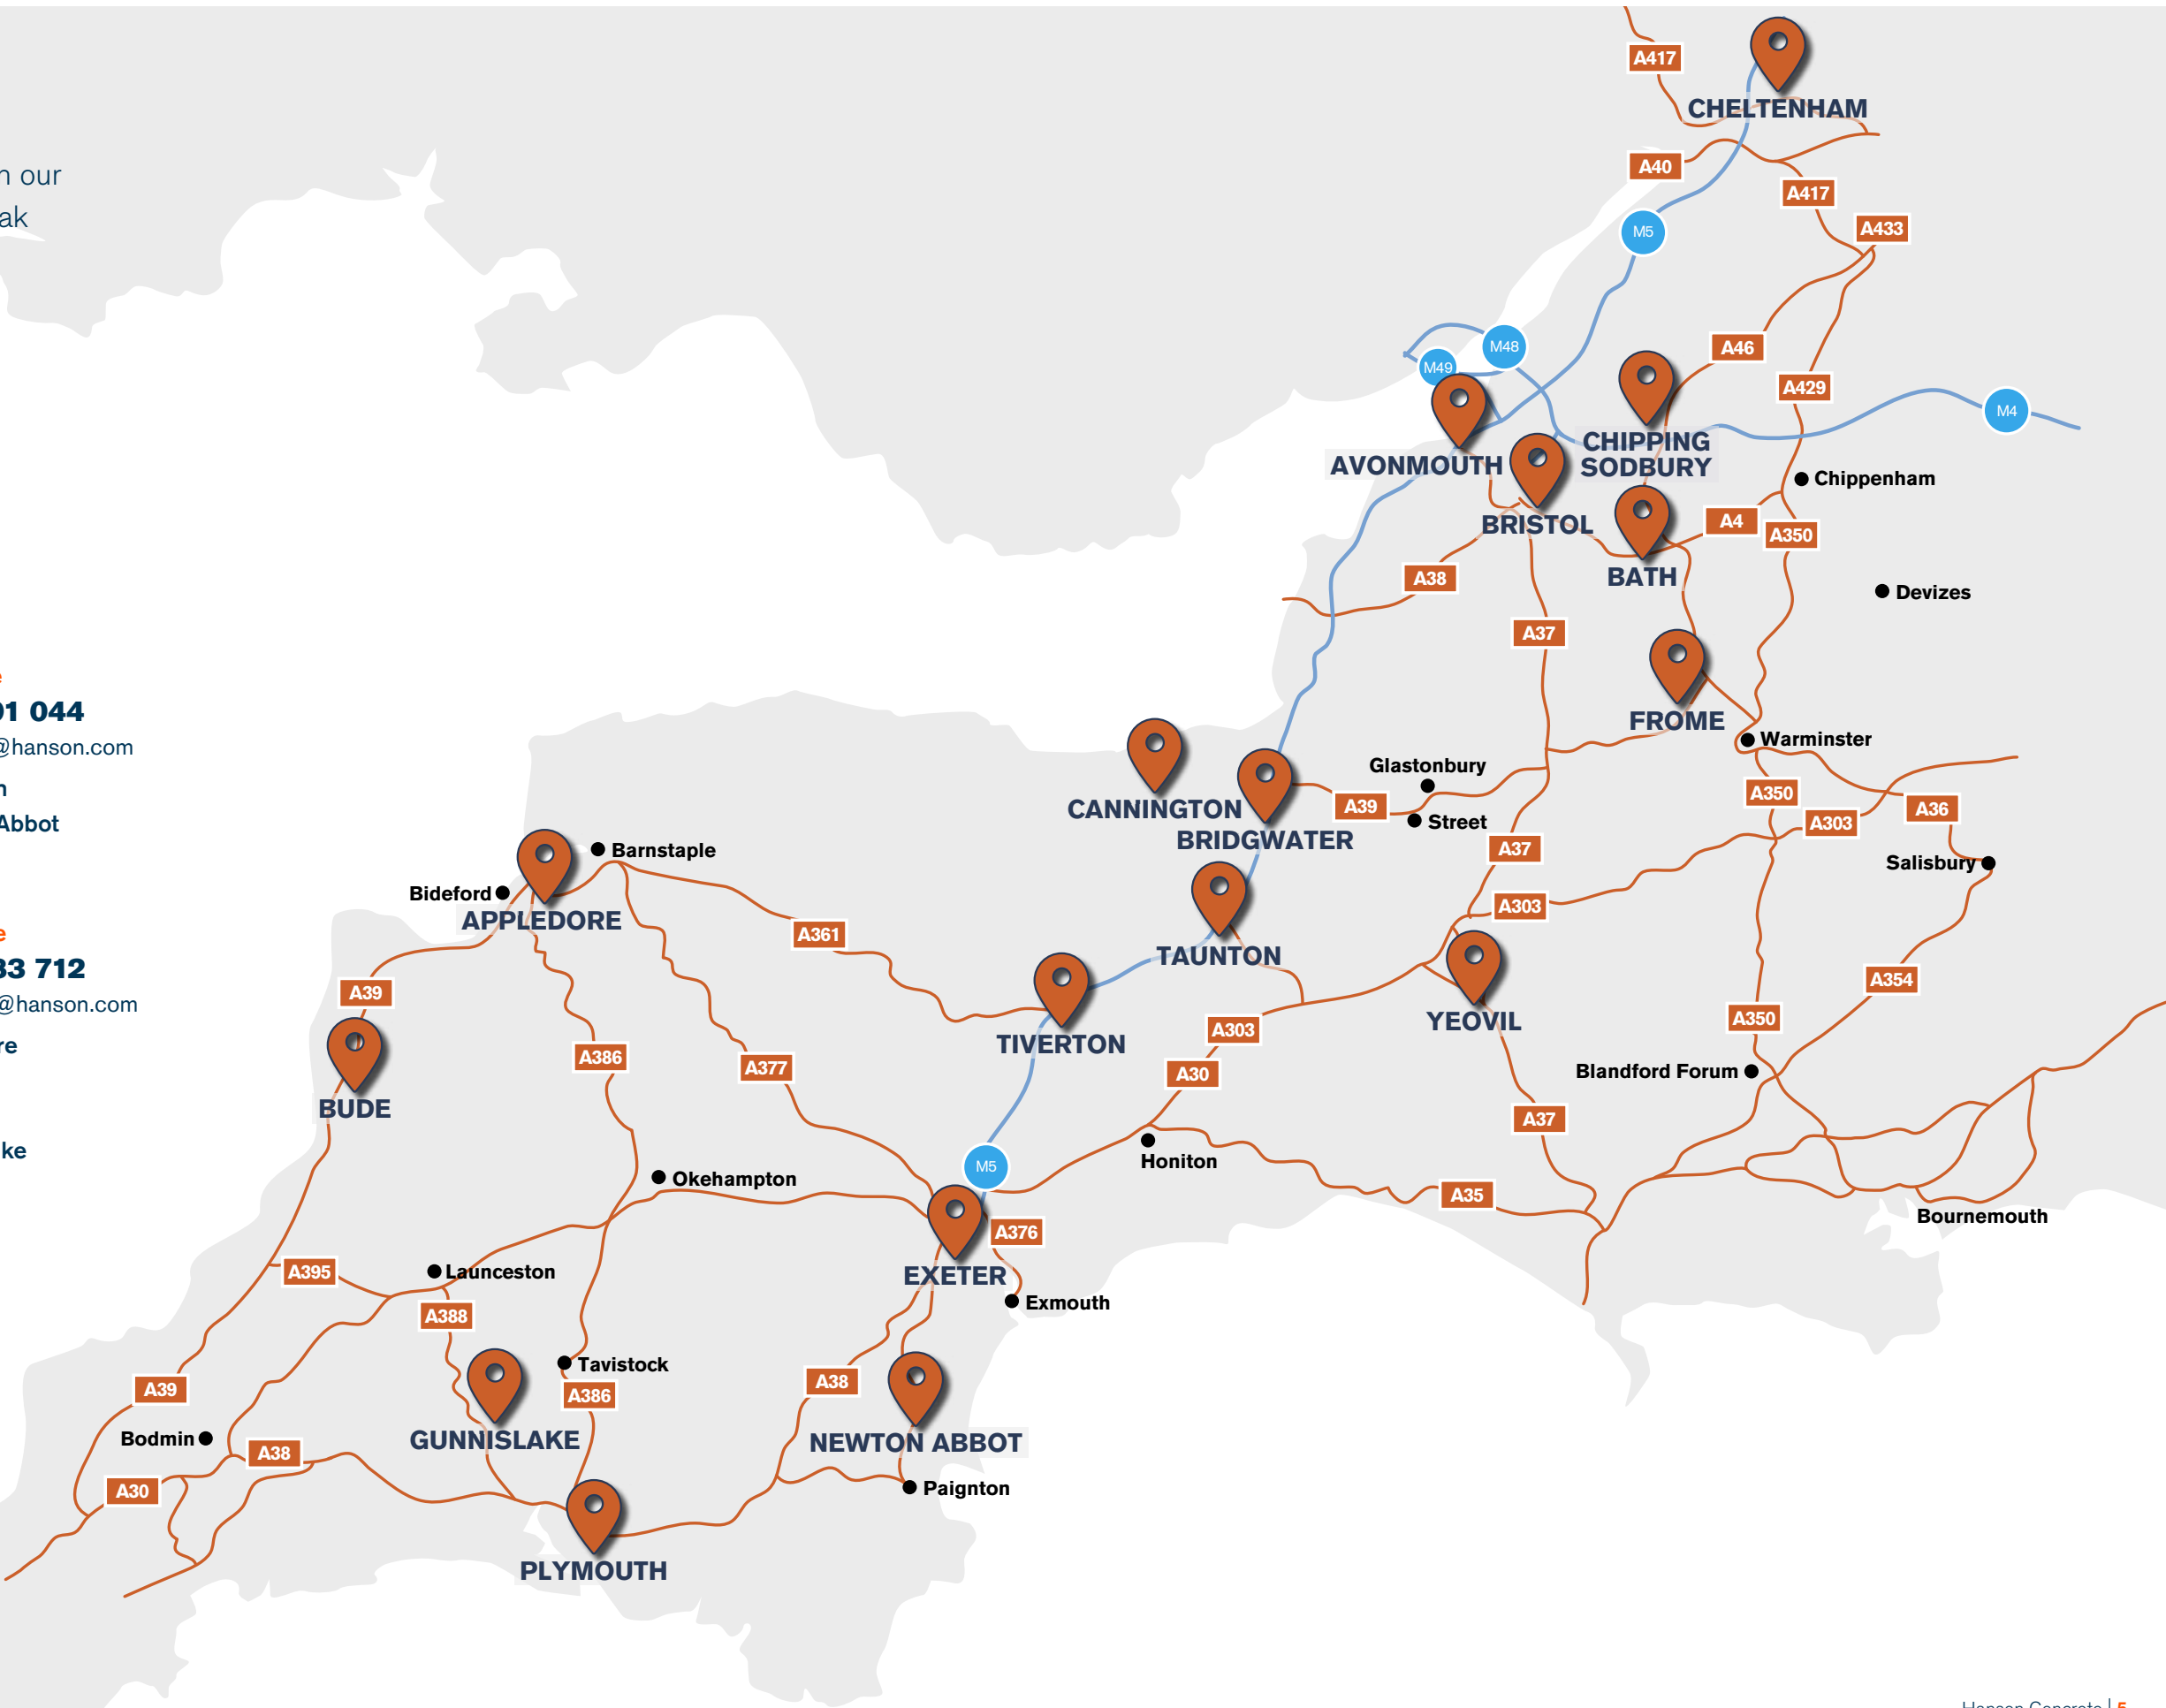 n our
ak
e
01 044
@hanson.com
n
Abbot
e
33 712
@hanson.com
re
ke
A417
CHELTENHAM
A40
A417
A433
M5
M48
M49
A46
A429
M4
CHIPPING
SODBURY
AVONMOUTH
Chippenham
BRISTOL
A4
A350
BATH
A38
Devizes
A37
FROME
Warminster
Glastonbury
A350
CANNINGTON
A39
A36
A303
Street
BRIDGWATER
A37
Barnstaple
Salisbury
Bideford
A303
APPLEDORE
A361
TAUNTON
A354
A39
YEOVIL
A350
A303
TIVERTON
A386
A377
A30
Blandford Forum
BUDE
A37
Honiton
M5
Okehampton
A35
Bournemouth
A376
A395
Launceston
EXETER
Exmouth
A388
Tavistock
A38
A39
A386
Bodmin
GUNNISLAKE
NEWTON ABBOT
A38
A30
Paignton
PLYMOUTH
Hanson Concrete | 5